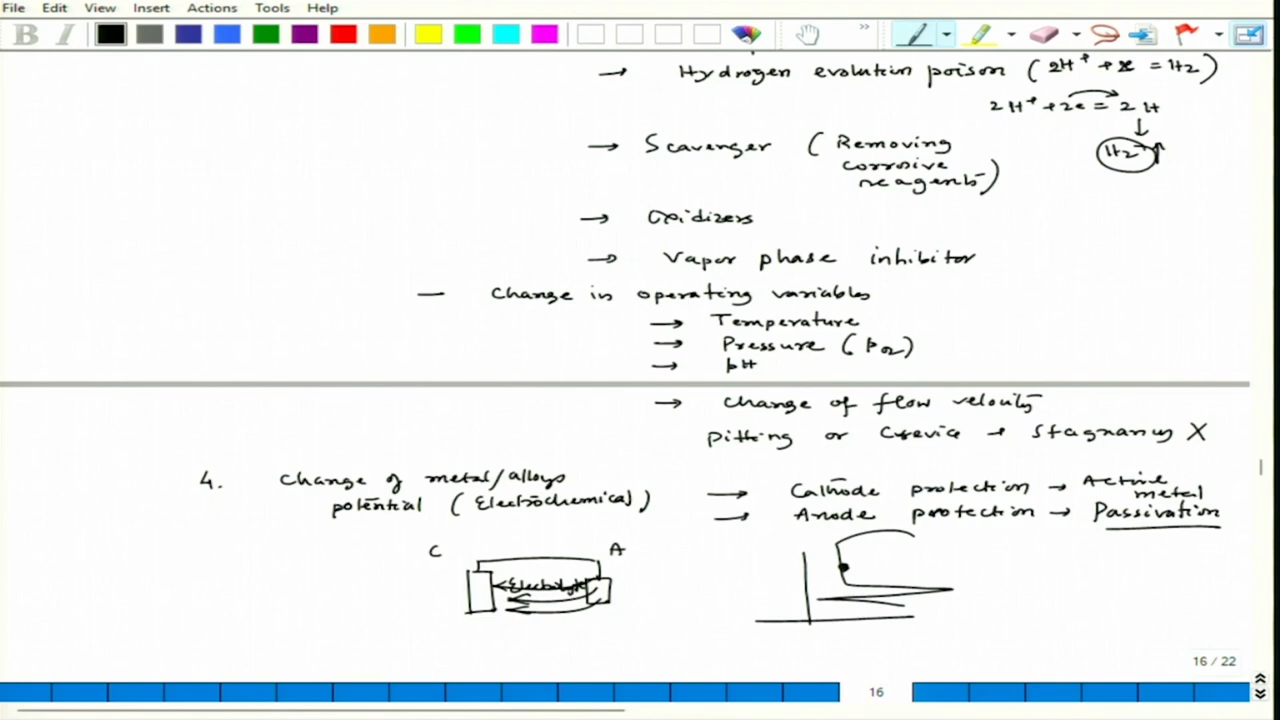 File Edit View Insert Actions Tools Help
B I
→ Hydrogen evolution poison (2H⁺ + 2e = H₂)
2H⁺ + 2e = 2H
↓
H₂ ↑
→ Scavenger (Removing
corrosive
reagents)
→ Oxidizers
→ Vapor phase inhibitor
— Change in operating variables
→ Temperature
→ Pressure (pO₂)
→ pH
→ Change of flow velocity
Pitting or Crevice → Stagnancy X
4. Change of metal/alloys
potential (Electrochemical)
→ Cathode protection → Active
metal
→ Anode protection → Passivation
C A
Electrolyte
16 / 22
16